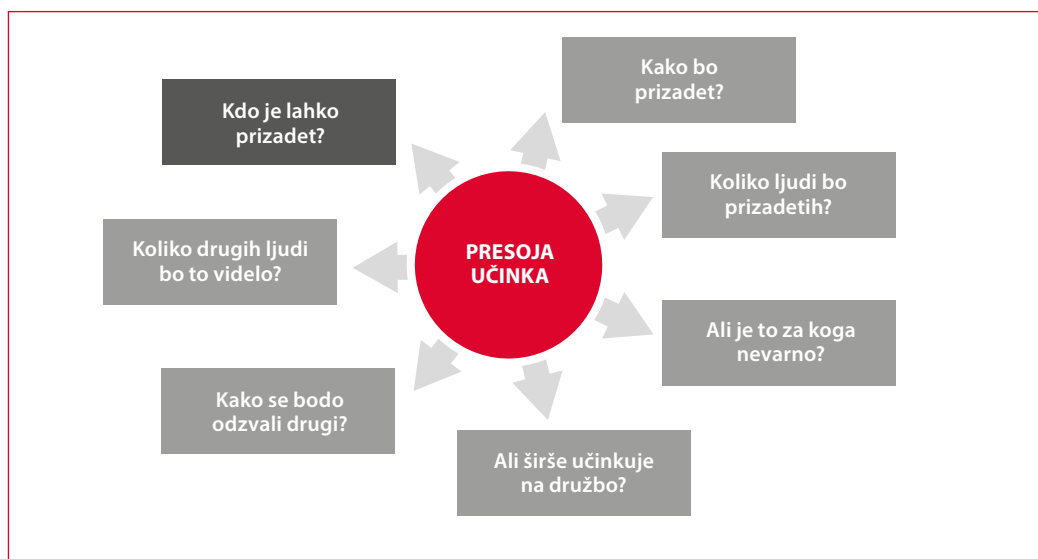 Kdo je lahko
prizadet?
Kako bo
prizadet?
Koliko ljudi bo
prizadetih?
Ali je to za koga
nevarno?
Ali širše učinkuje
na družbo?
Kako se bodo
odzvali drugi?
Koliko drugih ljudi
bo to videlo?
PRESOJA
UČINKA